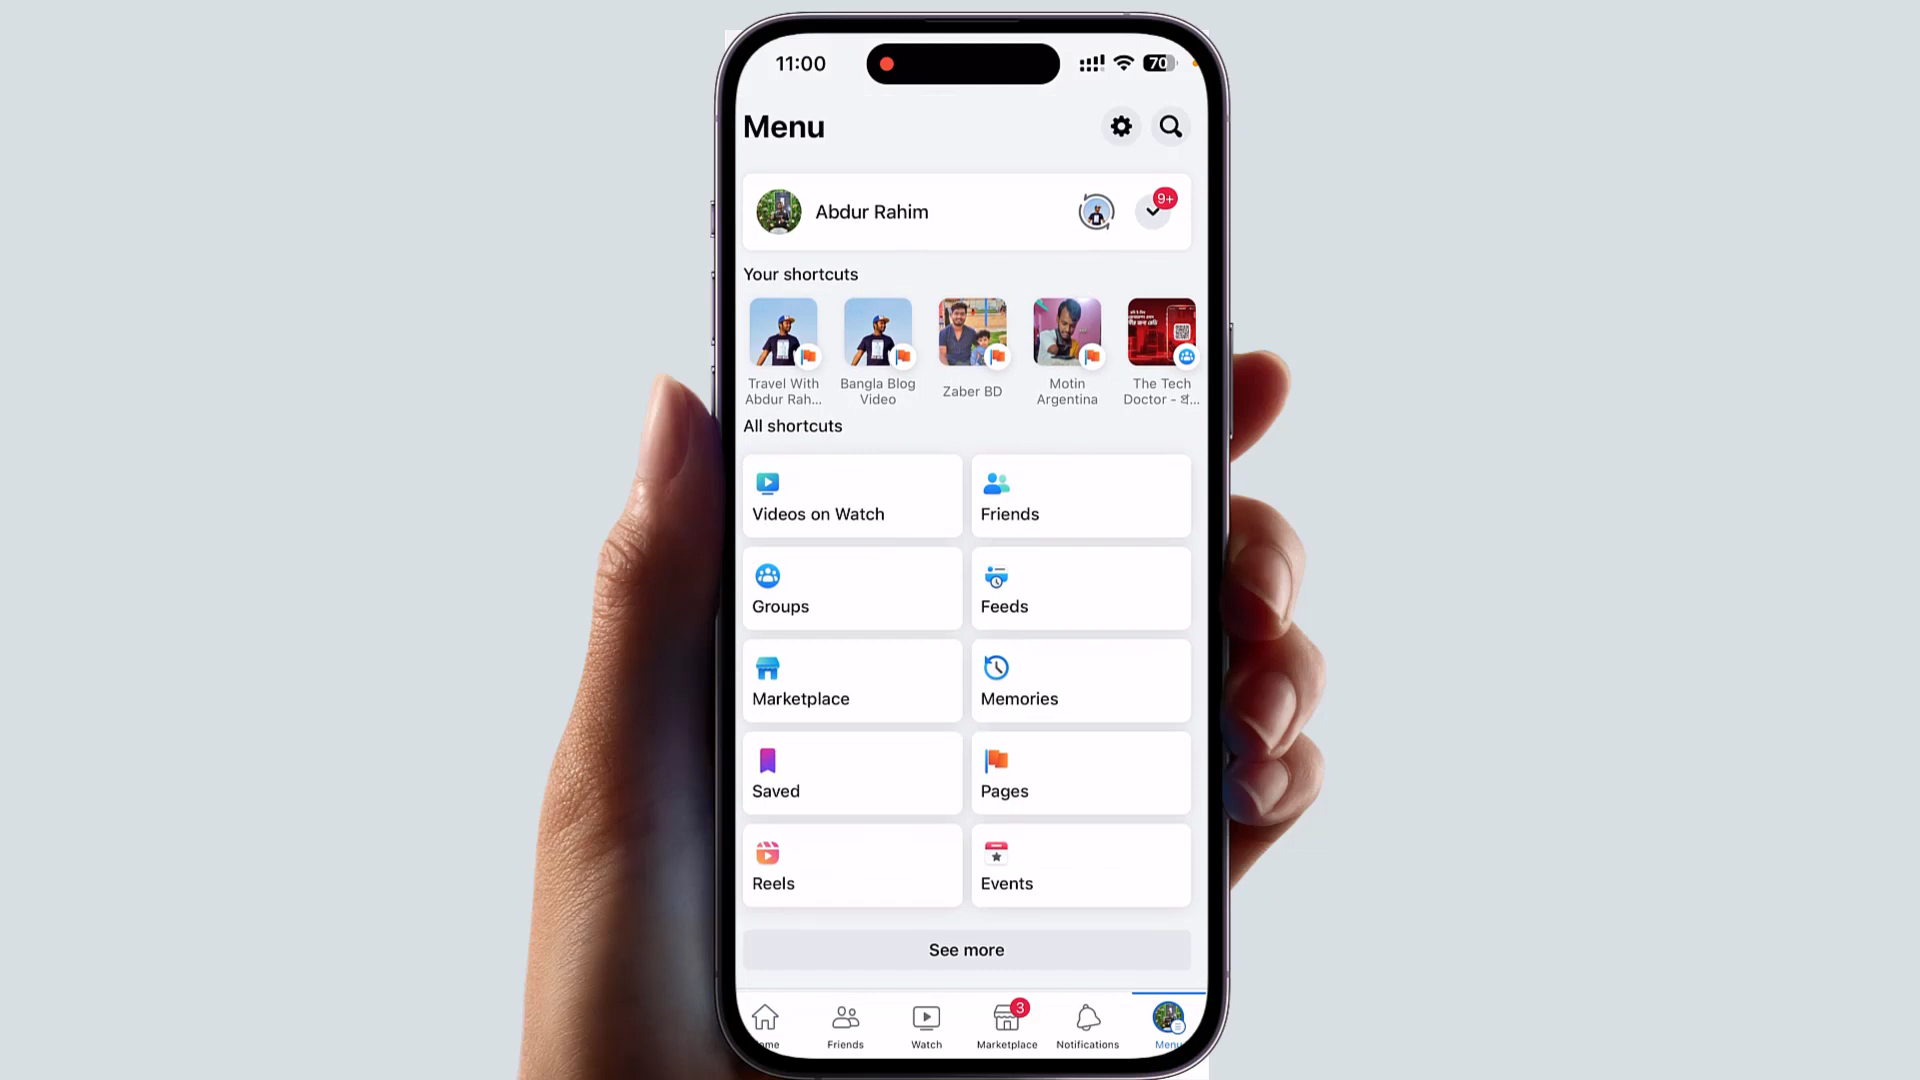 11:00
70
Menu
Abdur Rahim
9+
Your shortcuts
Travel With
Abdur Rah...
Bangla Blog
Video
Zaber BD
Motin
Argentina
The Tech
Doctor - প্র...
All shortcuts
Videos on Watch
Friends
Groups
Feeds
Marketplace
Memories
Saved
Pages
Reels
Events
See more
3
ome
Friends
Watch
Marketplace
Notifications
Menu